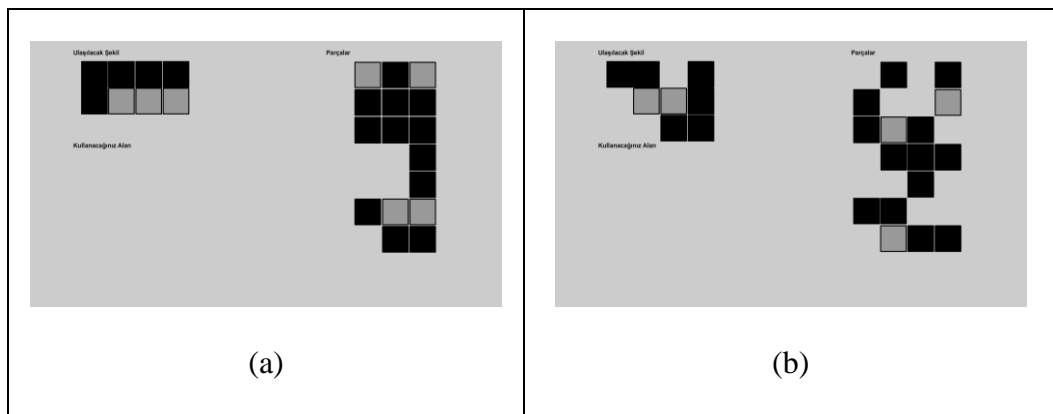 Ulaşılacak Şekil
Parçalar
Kullanacağınız Alan
(a)
Ulaşılacak Şekil
Parçalar
Kullanacağınız Alan
(b)